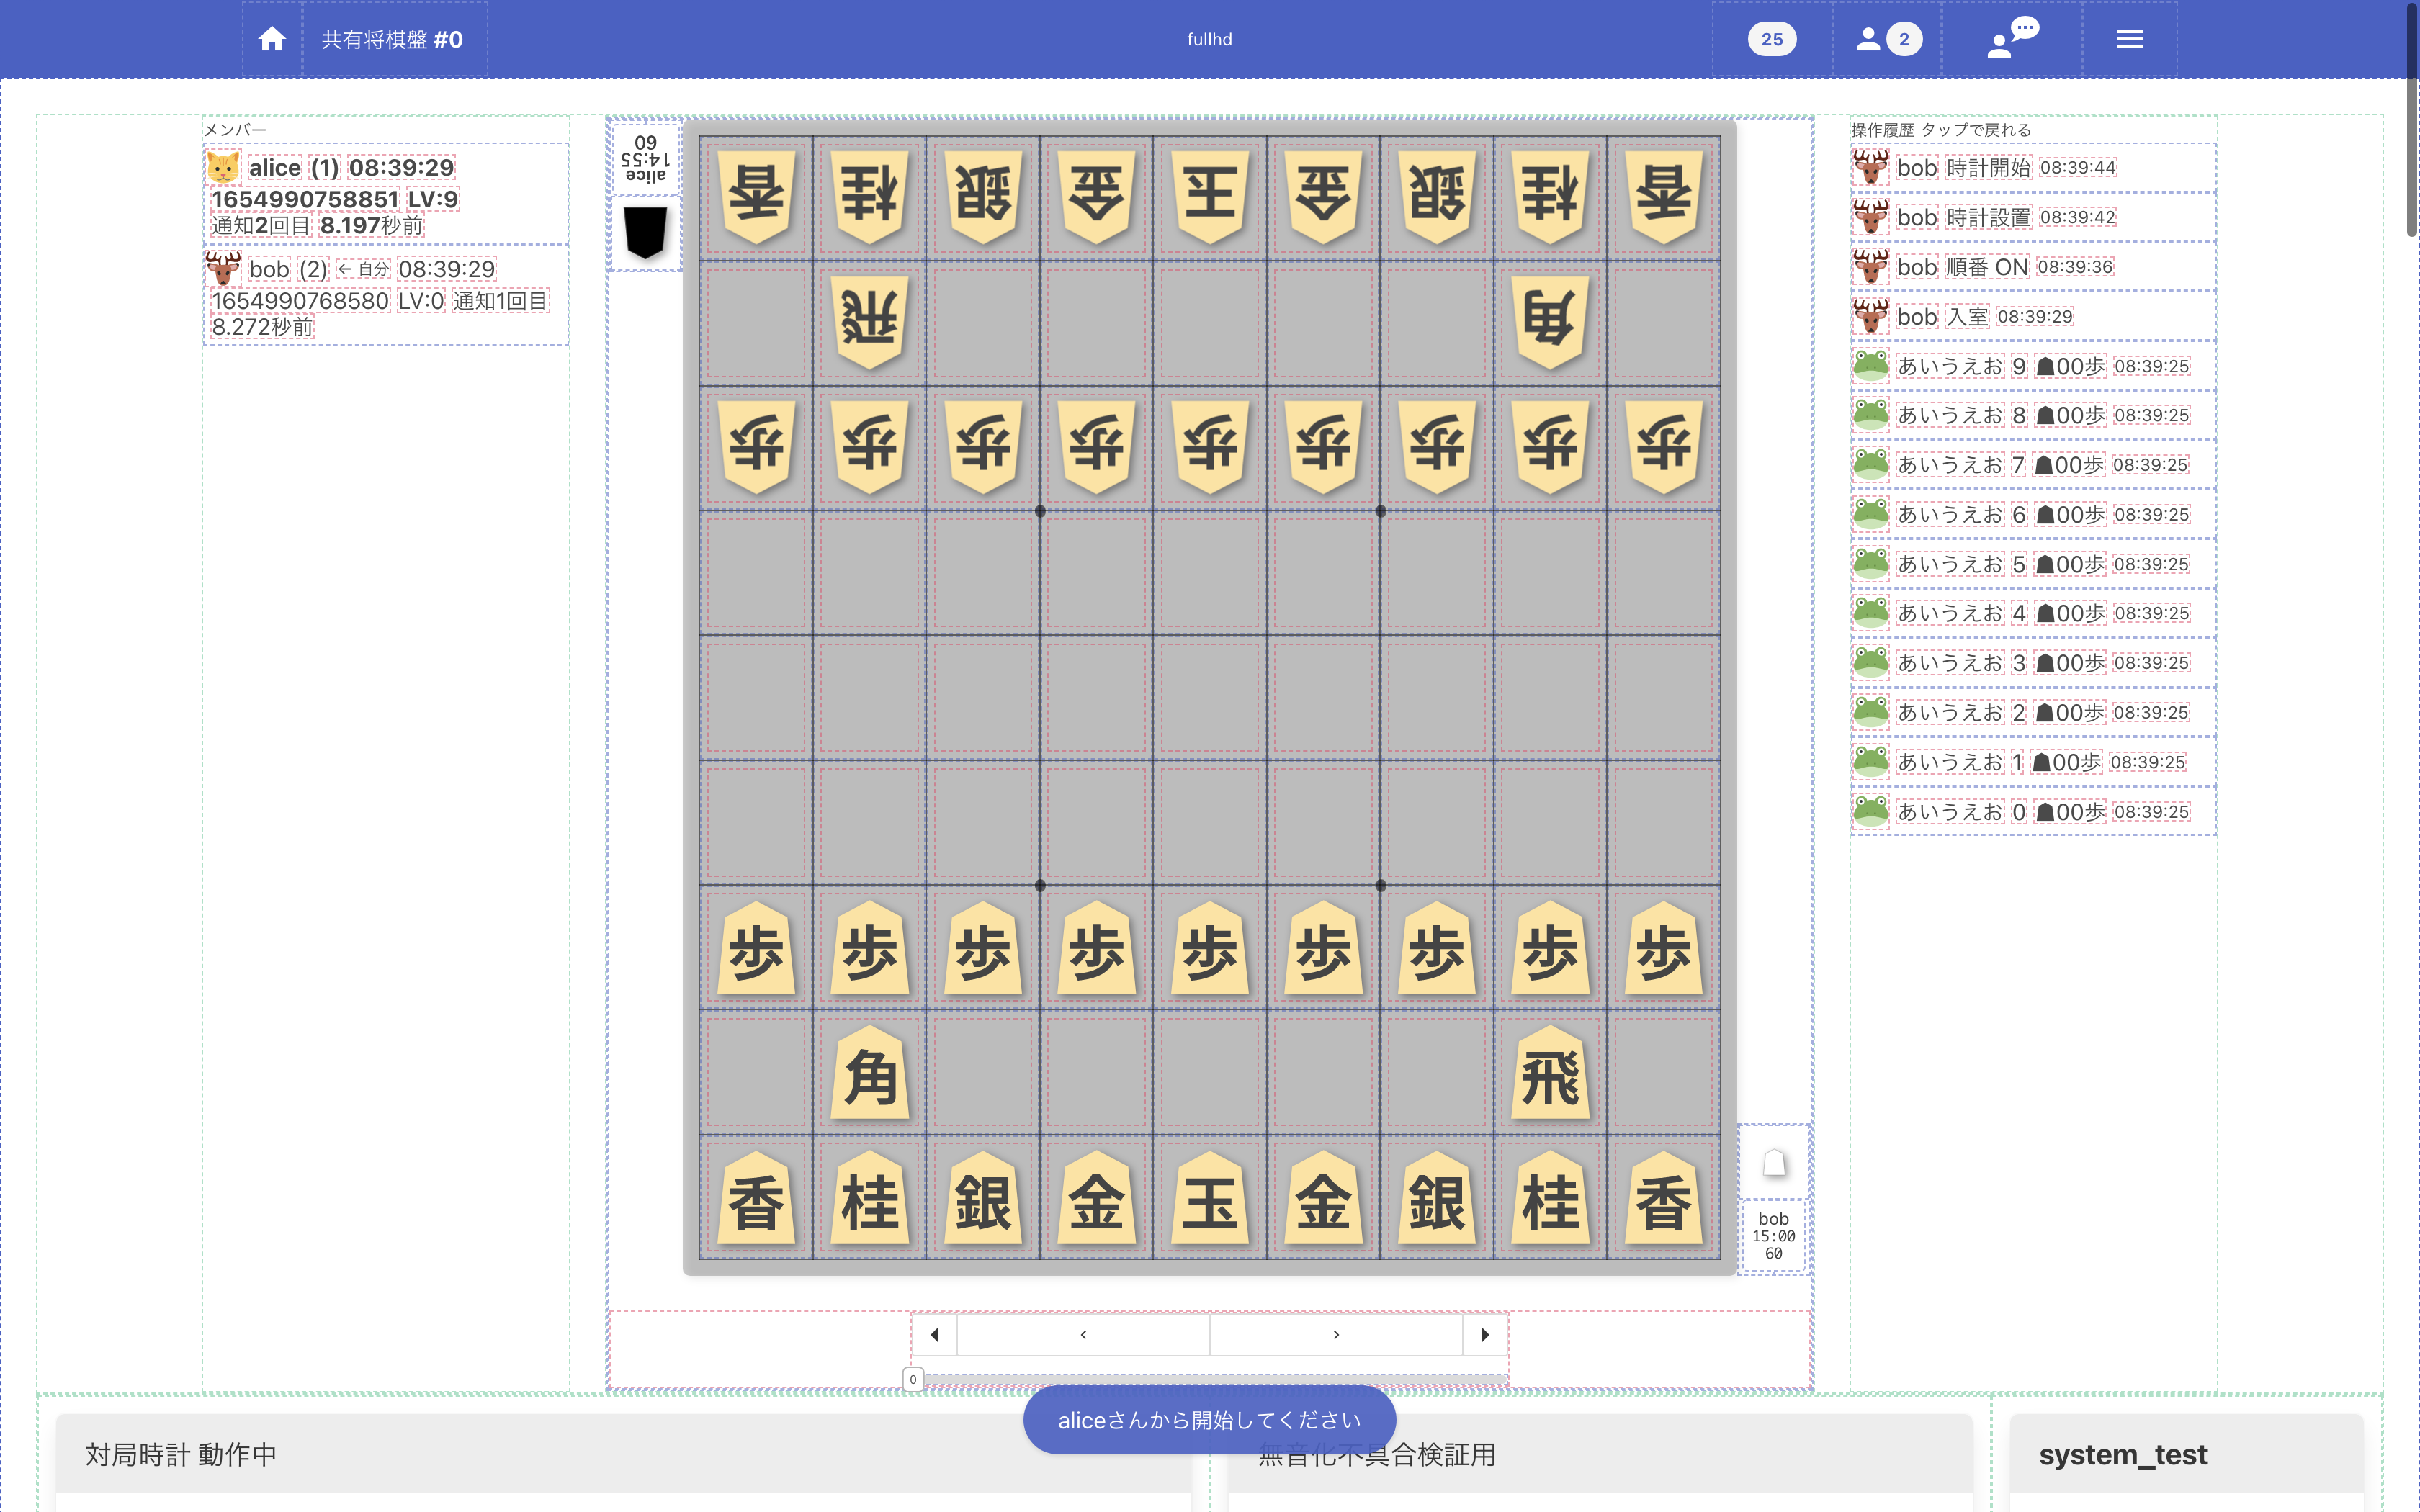 共有将棋盤 #0
fullhd
25
2
メンバー
alice (1) 08:39:29
1654990758851 LV:9
通知2回目 8.197秒前
bob (2) ← 自分 08:39:29
1654990768580 LV:0 通知1回目
8.272秒前
alice
14:55
60
香 桂 銀 金 玉 金 銀 桂 香
飛 角
歩 歩 歩 歩 歩 歩 歩 歩 歩
歩 歩 歩 歩 歩 歩 歩 歩 歩
角 飛
香 桂 銀 金 玉 金 銀 桂 香
bob
15:00
60
0
操作履歴 タップで戻れる
bob 時計開始 08:39:44
bob 時計設置 08:39:42
bob 順番 ON 08:39:36
bob 入室 08:39:29
あいうえお 9 ☗00歩 08:39:25
あいうえお 8 ☗00歩 08:39:25
あいうえお 7 ☗00歩 08:39:25
あいうえお 6 ☗00歩 08:39:25
あいうえお 5 ☗00歩 08:39:25
あいうえお 4 ☗00歩 08:39:25
あいうえお 3 ☗00歩 08:39:25
あいうえお 2 ☗00歩 08:39:25
あいうえお 1 ☗00歩 08:39:25
あいうえお 0 ☗00歩 08:39:25
aliceさんから開始してください
対局時計 動作中
無音化不具合検証用
system_test